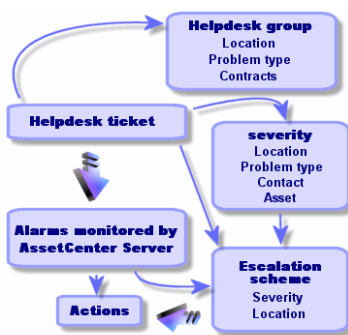 Helpdesk group
Location
Problem type
Contracts
Helpdesk ticket
severity
Location
Problem type
Contact
Asset
Alarms monitored by
AssetCenter Server
Escalation
scheme
Severity
Location
Actions